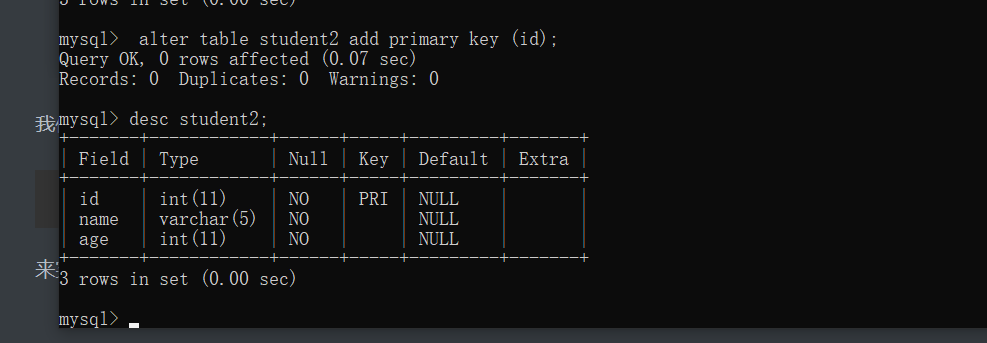 3 rows in set (0.00 sec)
mysql>  alter table student2 add primary key (id);
Query OK, 0 rows affected (0.07 sec)
Records: 0  Duplicates: 0  Warnings: 0
我
mysql> desc student2;
+-------+------------+------+-----+---------+-------+
| Field | Type       | Null | Key | Default | Extra |
+-------+------------+------+-----+---------+-------+
| id    | int(11)    | NO   | PRI | NULL    |       |
| name  | varchar(5) | NO   |     | NULL    |       |
| age   | int(11)    | NO   |     | NULL    |       |
+-------+------------+------+-----+---------+-------+
来
3 rows in set (0.00 sec)
mysql>